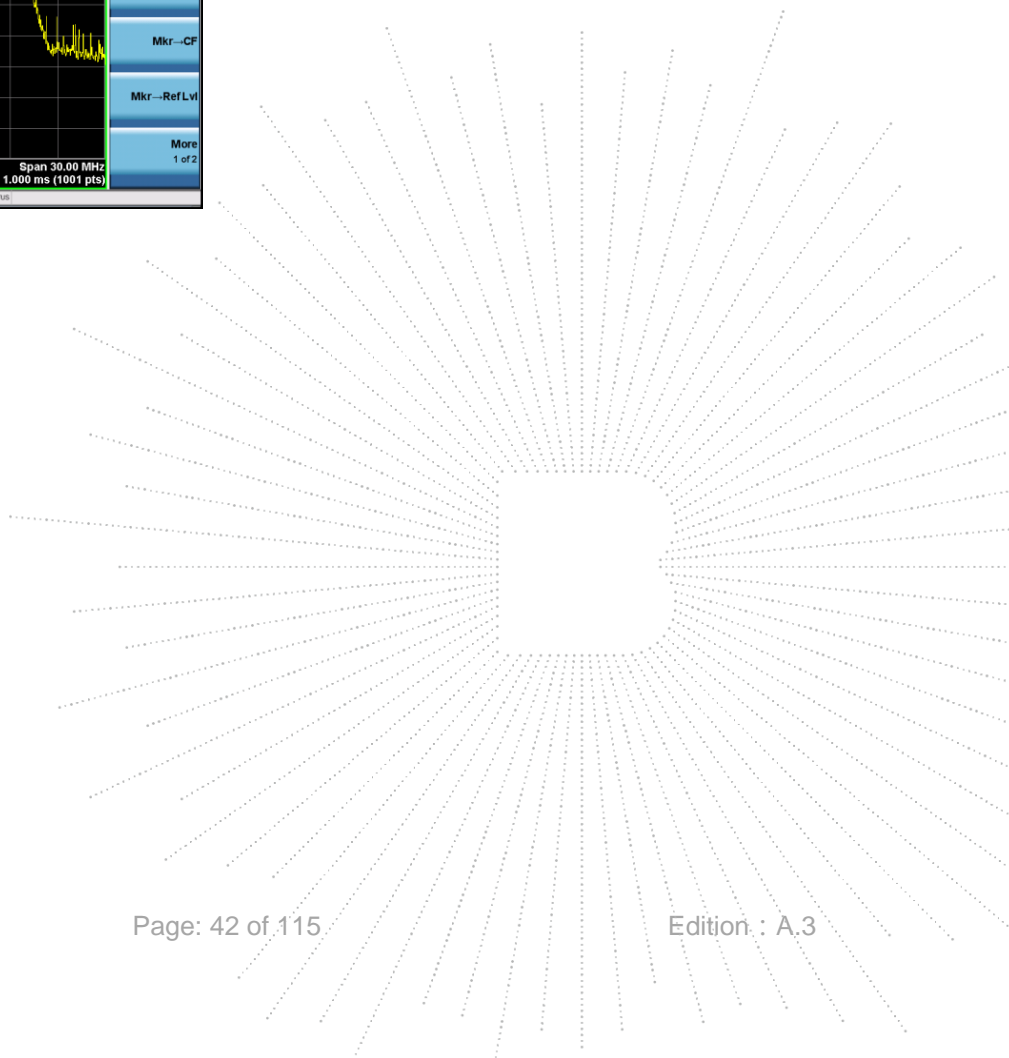 Mkr→CF
Mkr→Ref Lvl
More
1 of 2
Span 30.00 MHz
1.000 ms (1001 pts)
Page: 42 of 115
Edition：A.3